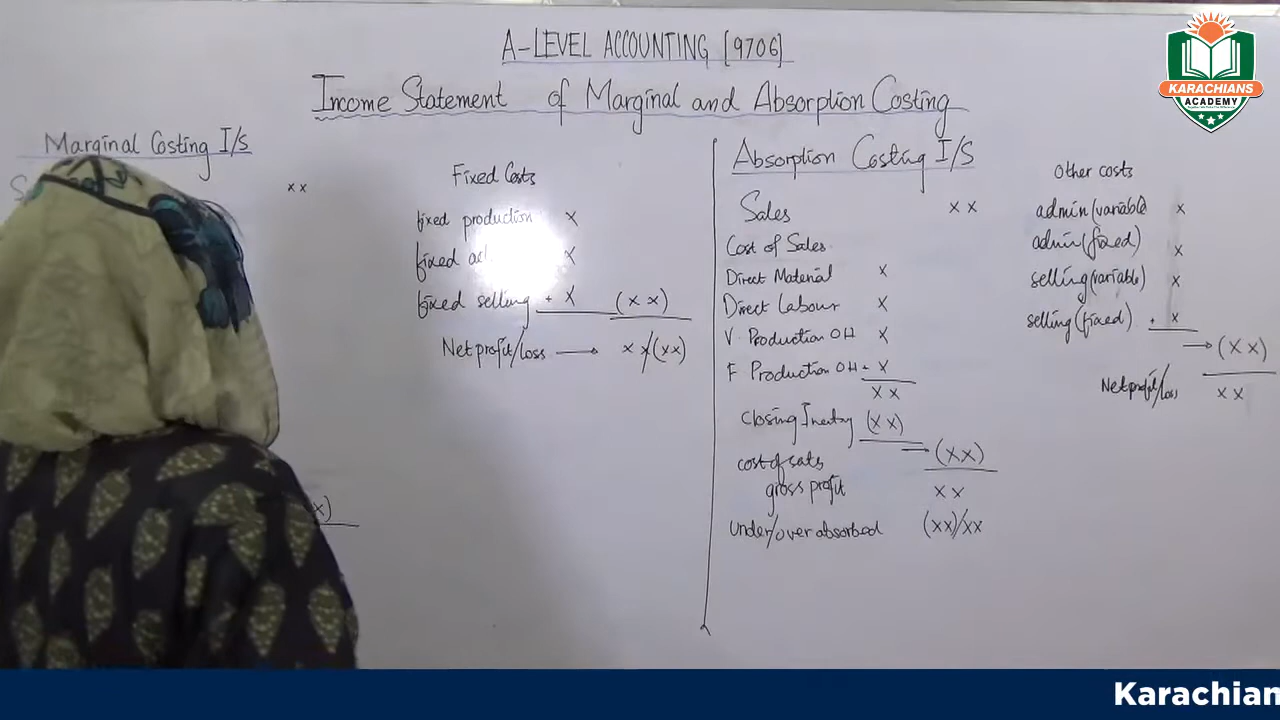 A-LEVEL ACCOUNTING [9706]
Income Statement of Marginal and Absorption Costing
KARACHIANS
ACADEMY
Marginal Costing I/S
x x
x)
Fixed Costs
fixed production x
fixed ad x
fixed selling + x (x x)
Net profit/loss → x x/(xx)
Absorption Costing I/S
Sales x x
Cost of Sales
Direct Material x
Direct Labour x
V Production OH x
F Production OH + x
x x
Closing Inventory (x x)
cost of sales (xx)
gross profit x x
under/over absorbed (xx)/xx
Other costs
admin(variable x
admin(fixed) x
selling(variable) x
selling(fixed) + x
→ (x x)
Net profit/loss x x
Karachian